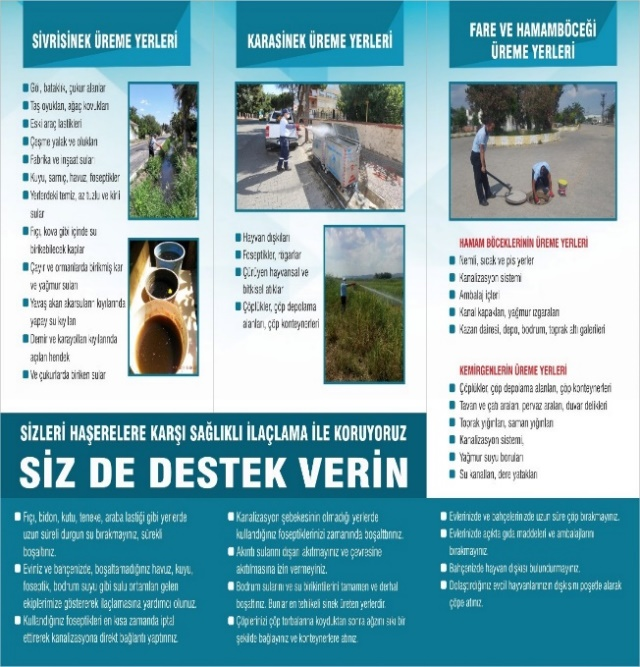 SİVRİSİNEK ÜREME YERLERİ
Göl, bataklık, çukur alanlar
Taş oyukları, ağaç kovukları
Eski araç lastikleri
Çeşme yalak ve olukları
Fabrika ve inşaat suları
Kuyu, sarnıç, havuz, foseptikler
Yerlerdeki temiz, az tuzlu ve kirli
sular
Fıçı, kova gibi içinde su
birikebilecek kaplar
Çayır ve ormanlarda birikmiş kar
ve yağmur suları
Yavaş akan akarsuların kıyılarında
yapay su kıyıları
Demir ve karayolları kıyılarında
açılan hendek
Ve çukurlarda biriken sular
KARASİNEK ÜREME YERLERİ
Hayvan dışkıları
Foseptikler, rögarlar
Çürüyen hayvansal ve
bitkisel atıklar
Çöplükler, çöp depolama
alanları, çöp konteynerleri
FARE VE HAMAMBÖCEĞİ
ÜREME YERLERİ
HAMAM BÖCEKLERİNİN ÜREME YERLERİ
Nemli, sıcak ve pis yerler
Kanalizasyon sistemi
Ambalaj içleri
Kanal kapakları, yağmur ızgaraları
Kazan dairesi, depo, bodrum, toprak altı galerileri
KEMİRGENLERİN ÜREME YERLERİ
Çöplükler, çöp depolama alanları, çöp konteynerleri
Tavan ve çatı araları, pervaz araları, duvar delikleri
Toprak yığınları, saman yığınları
Kanalizasyon sistemi,
Yağmur suyu boruları
Su kanalları, dere yatakları
SİZLERİ HAŞERELERE KARŞI SAĞLIKLI İLAÇLAMA İLE KORUYORUZ
SİZ DE DESTEK VERİN
Fıçı, bidon, kutu, teneke, araba lastiği gibi yerlerde
uzun süreli durgun su bırakmayınız, sürekli
boşaltınız.
Eviniz ve bahçenizde, boşaltamadığınız havuz, kuyu,
foseptik, bodrum suyu gibi sulu ortamları gelen
ekiplerimize göstererek ilaçlamasına yardımcı olunuz.
Kullandığınız foseptikleri en kısa zamanda iptal
ettirerek kanalizasyona direkt bağlantı yaptırınız.
Kanalizasyon şebekesinin olmadığı yerlerde
kullandığınız foseptiklerinizi zamanında boşalttırınız.
Akıntı sularını dışarı akıtmayınız ve çevresine
akıtılmasına izin vermeyiniz.
Bodrum sularını ve su birikintilerini tamamen ve derhal
boşaltınız. Bunlar en tehlikeli sinek üreten yerlerdir.
Çöplerinizi çöp torbalarına koyduktan sonra ağzını sıkı bir
şekilde bağlayınız ve konteynerlere atınız.
Evlerinizde ve bahçelerinizde uzun süre çöp bırakmayınız.
Evlerinizde açıkta gıda maddeleri ve ambalajlarını
bırakmayınız.
Bahçenizde hayvan dışkısı bulundurmayınız.
Dolaştırdığınız evcil hayvanlarınızın dışkısını poşetle alarak
çöpe atınız.